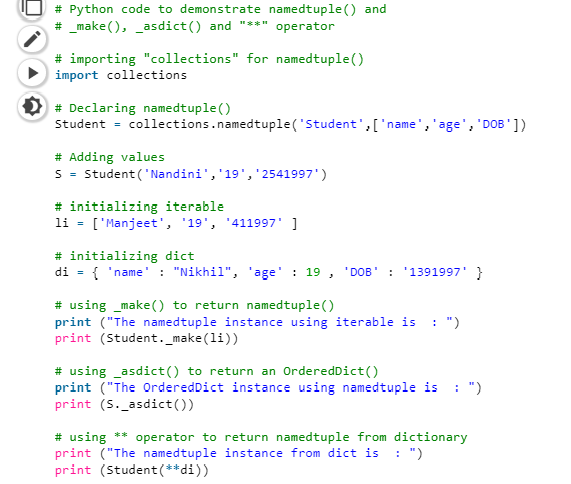 # Python code to demonstrate namedtuple() and
# _make(), _asdict() and "**" operator
# importing "collections" for namedtuple()
import collections
# Declaring namedtuple()
Student = collections.namedtuple('Student',['name','age','DOB'])
# Adding values
S = Student('Nandini','19','2541997')
# initializing iterable
li = ['Manjeet', '19', '411997' ]
# initializing dict
di = { 'name' : "Nikhil", 'age' : 19 , 'DOB' : '1391997' }
# using _make() to return namedtuple()
print ("The namedtuple instance using iterable is  : ")
print (Student._make(li))
# using _asdict() to return an OrderedDict()
print ("The OrderedDict instance using namedtuple is  : ")
print (S._asdict())
# using ** operator to return namedtuple from dictionary
print ("The namedtuple instance from dict is  : ")
print (Student(**di))